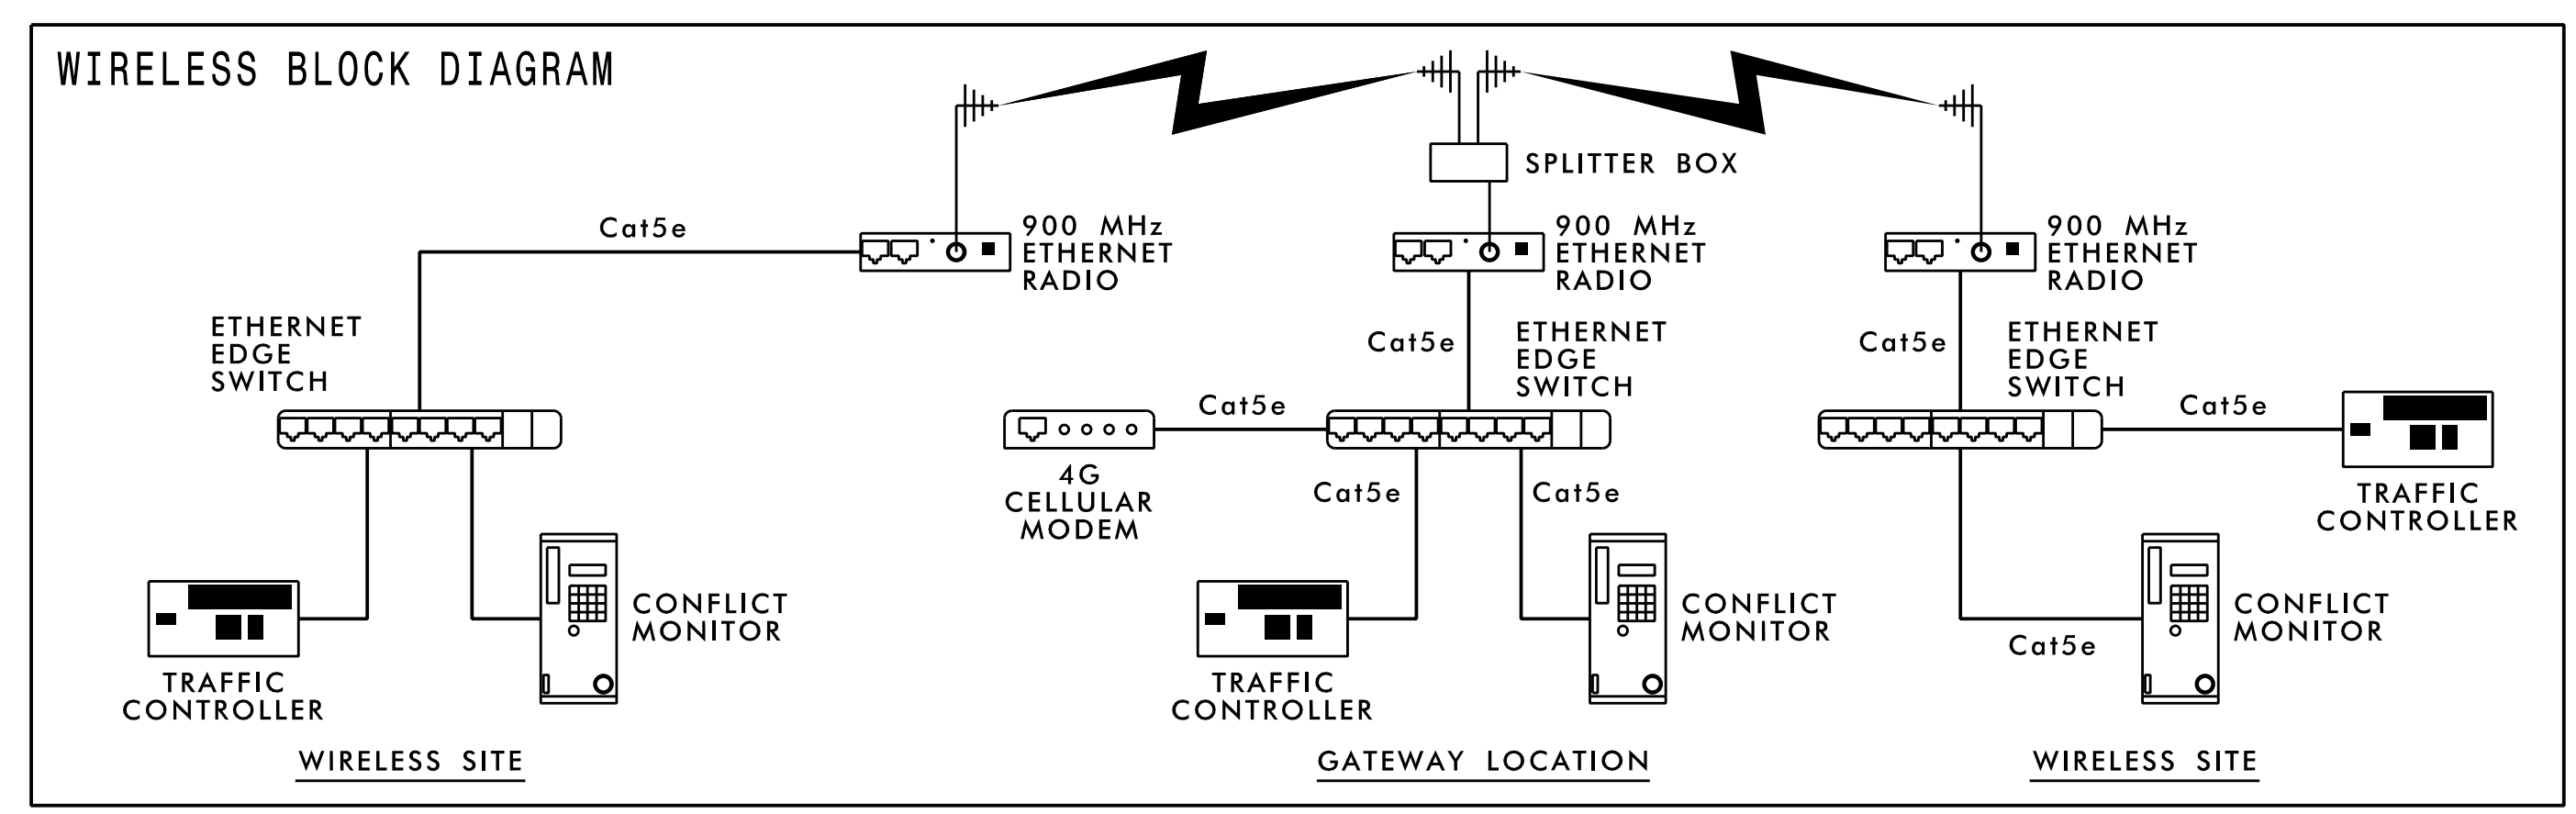 WIRELESS BLOCK DIAGRAM
SPLITTER BOX
Cat5e
900 MHz
ETHERNET
RADIO
900 MHz
ETHERNET
RADIO
900 MHz
ETHERNET
RADIO
ETHERNET
EDGE
SWITCH
Cat5e
ETHERNET
EDGE
SWITCH
Cat5e
ETHERNET
EDGE
SWITCH
Cat5e
Cat5e
4G
CELLULAR
MODEM
Cat5e
Cat5e
TRAFFIC
CONTROLLER
CONFLICT
MONITOR
CONFLICT
MONITOR
CONFLICT
MONITOR
Cat5e
TRAFFIC
CONTROLLER
TRAFFIC
CONTROLLER
WIRELESS SITE
GATEWAY LOCATION
WIRELESS SITE